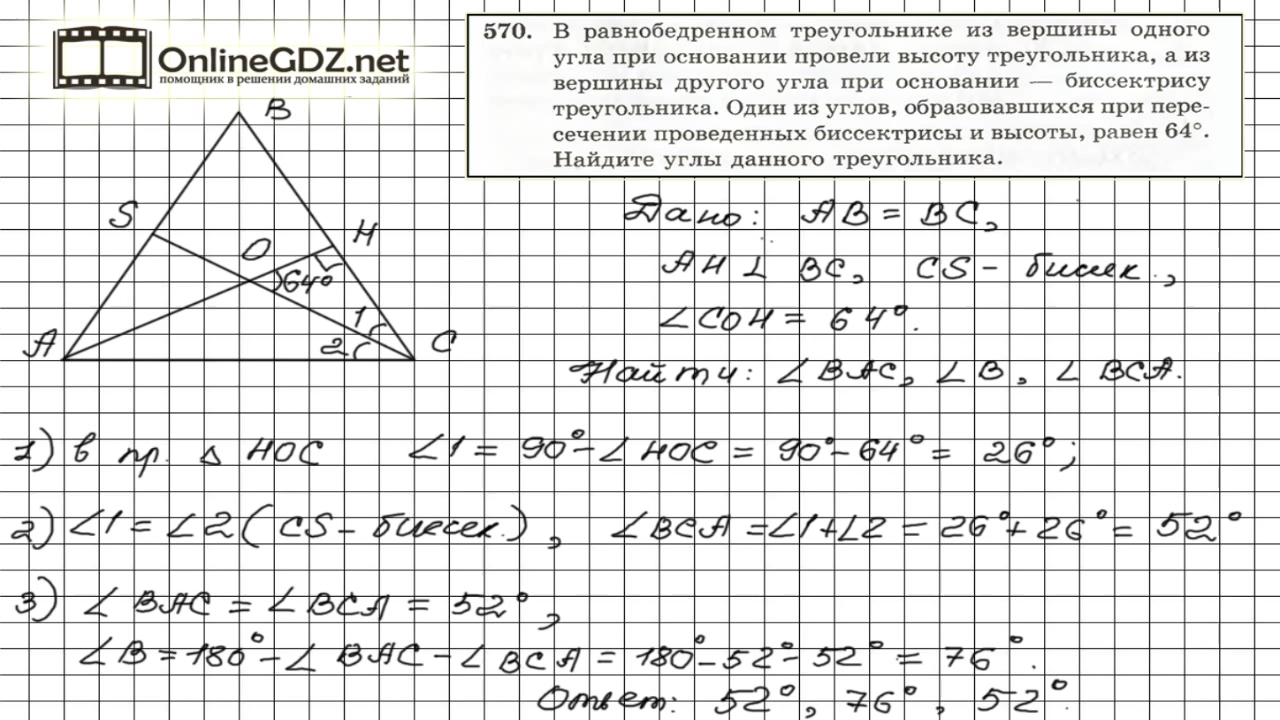 OnlineGDZ.net
помощник в решении домашних заданий
570. В равнобедренном треугольнике из вершины одного
угла при основании провели высоту треугольника, а из
вершины другого угла при основании — биссектрису
треугольника. Один из углов, образовавшихся при пере-
сечении проведенных биссектрисы и высоты, равен 64°.
Найдите углы данного треугольника.
B
S
O
H
64°
1
2
A
C
Дано: AB = BC,
AH ⊥ BC, CS - биссек.,
∠COH = 64°.
Найти: ∠BAC, ∠B, ∠BCA.
1) в пр. △ HOC ∠1 = 90° - ∠HOC = 90° - 64° = 26°;
2) ∠1 = ∠2 (CS - биссек.), ∠BCA = ∠1 + ∠2 = 26° + 26° = 52°
3) ∠BAC = ∠BCA = 52°,
∠B = 180° - ∠BAC - ∠BCA = 180° - 52° - 52° = 76°.
Ответ: 52°, 76°, 52°.